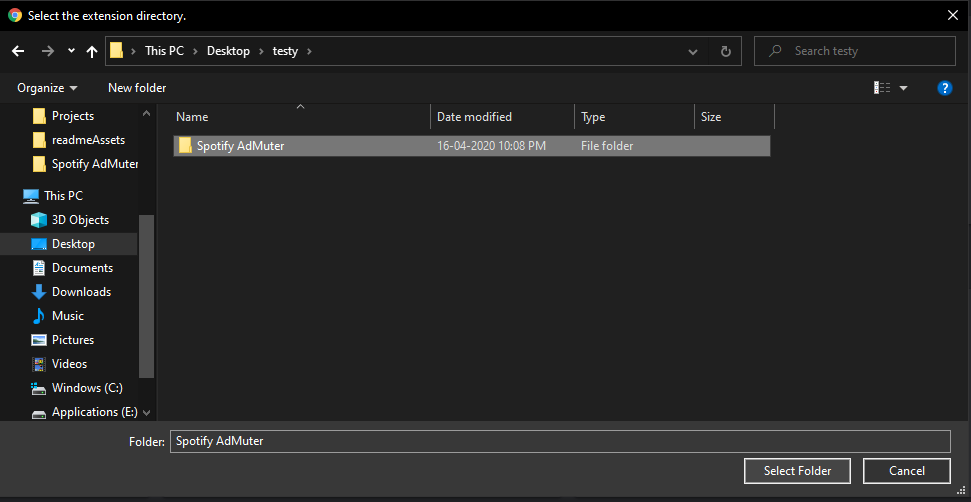 Select the extension directory.
This PC > Desktop > testy >
Search testy
Organize
New folder
?
Projects
readmeAssets
Spotify AdMuter
This PC
3D Objects
Desktop
Documents
Downloads
Music
Pictures
Videos
Windows (C:)
Applications (E:)
Name Date modified Type Size
Spotify AdMuter 16-04-2020 10:08 PM File folder
Folder: Spotify AdMuter
Select Folder Cancel